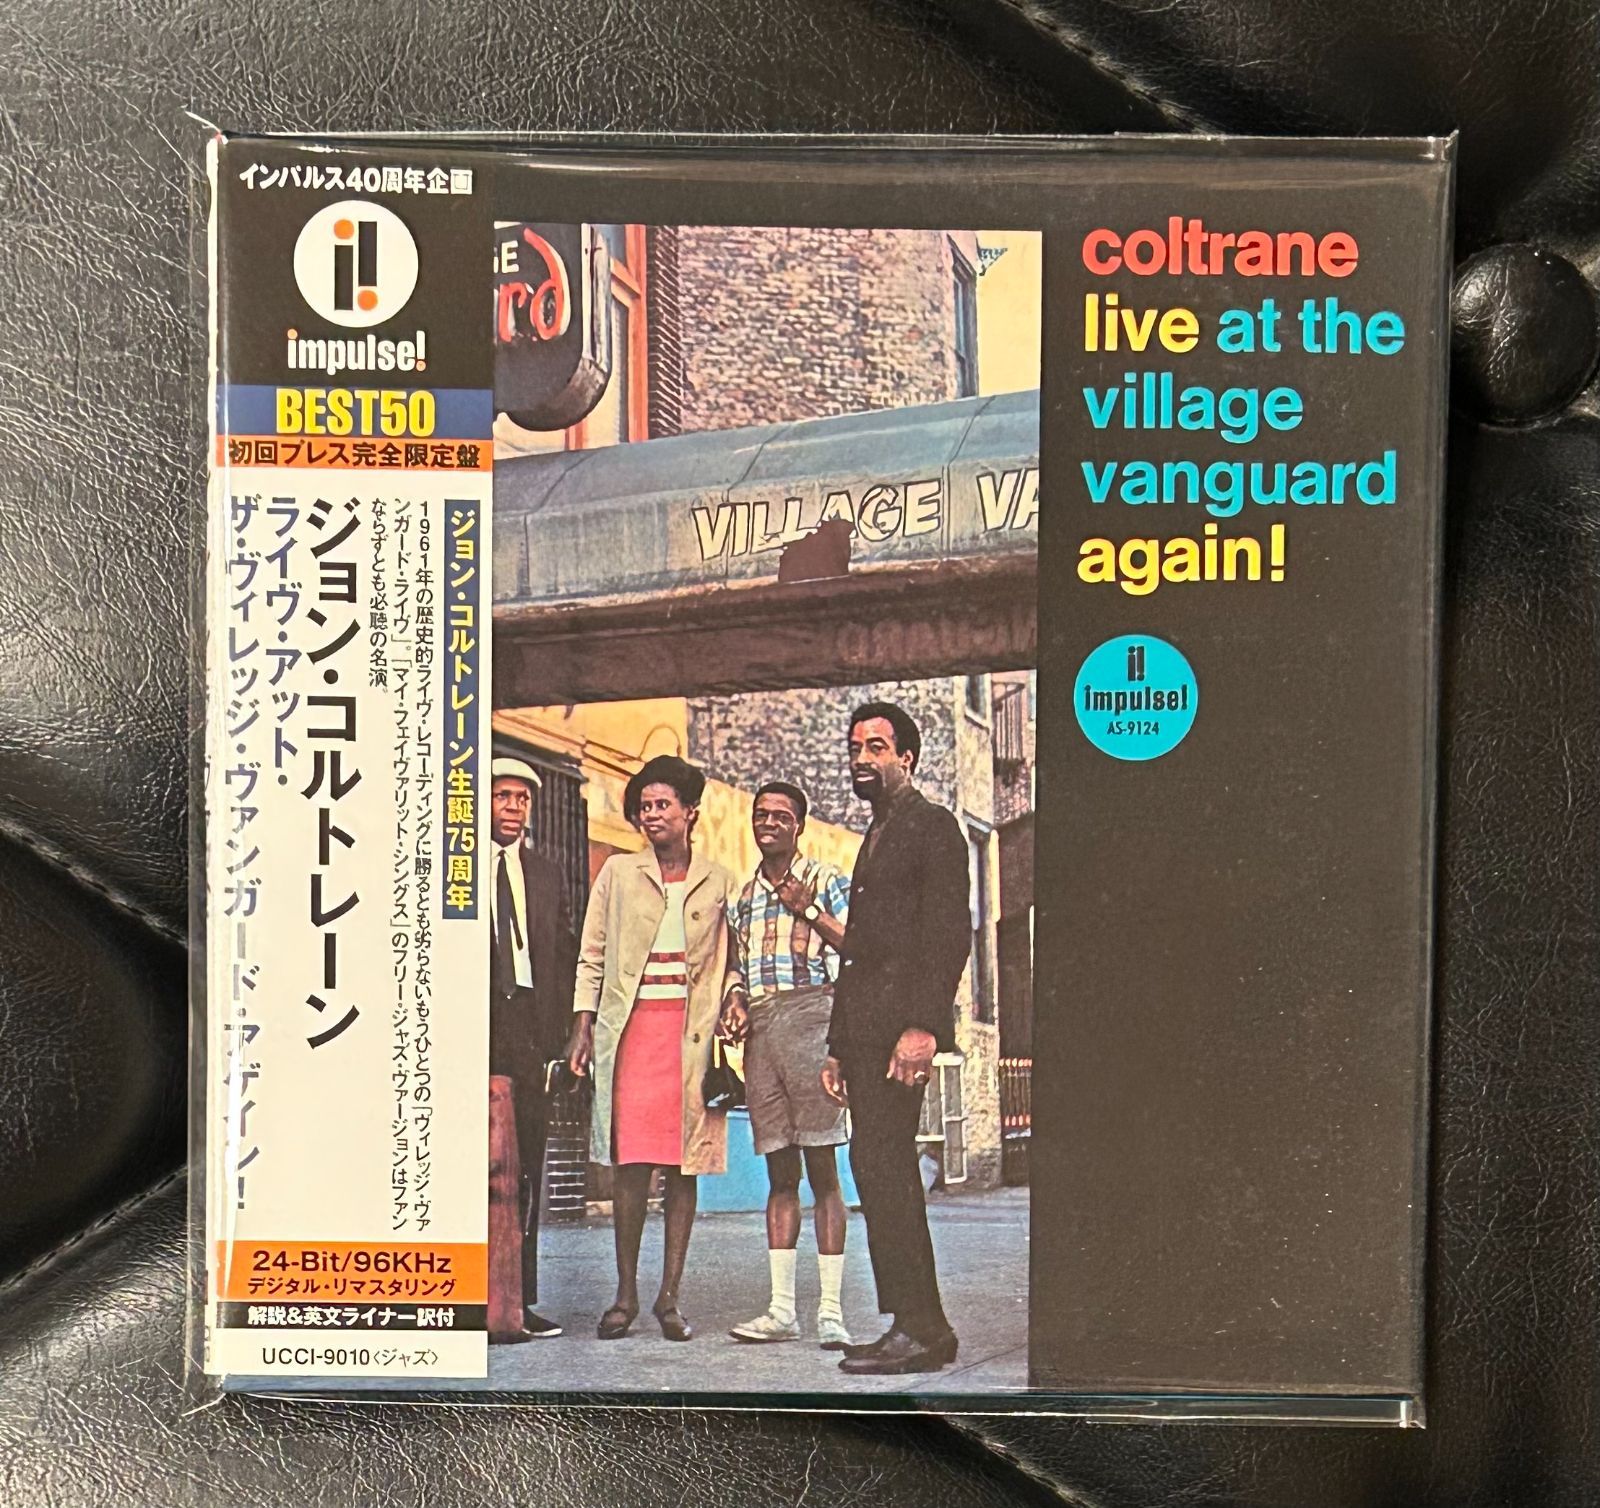 インパルス40周年企画
i!
impulse!
BEST50
初回プレス完全限定盤
ジョン・コルトレーン生誕75周年
1961年の歴史的ライヴ・レコーディングに勝るとも劣らないもうひとつの「ヴィレッジ・ヴァ
ンガード・ライヴ」。「マイ・フェイヴァリット・シングス」のフリー・ジャズ・ヴァージョンはファン
ならずとも必聴の名演。
ジョン・コルトレーン
ライヴ・アット・
ザ・ヴィレッジ・ヴァンガード・アゲイン!
24-Bit/96KHz
デジタル・リマスタリング
解説&英文ライナー訳付
UCCI-9010〈ジャズ〉
GE
rd
VILLAGE VA
coltrane
live at the
village
vanguard
again!
i!
impulse!
AS-9124